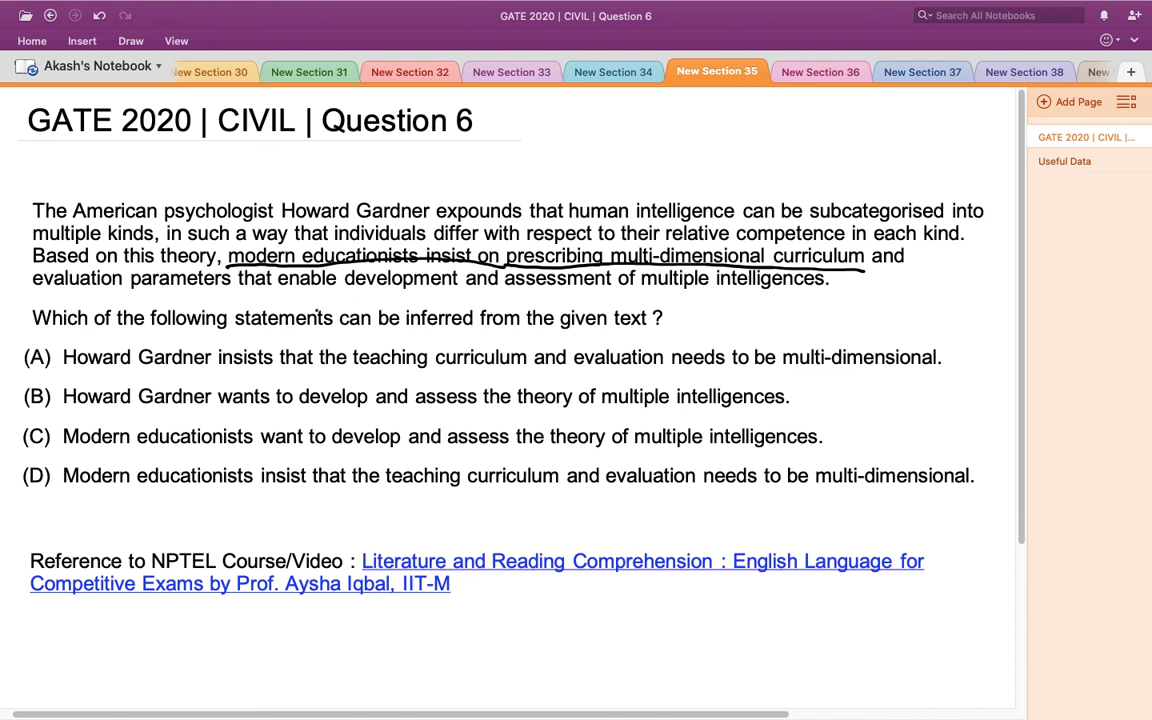 GATE 2020 | CIVIL | Question 6
Search All Notebooks
Home Insert Draw View
Akash's Notebook
New Section 30 New Section 31 New Section 32 New Section 33 New Section 34 New Section 35 New Section 36 New Section 37 New Section 38 New +
Add Page
GATE 2020 | CIVIL |...
Useful Data
GATE 2020 | CIVIL | Question 6
The American psychologist Howard Gardner expounds that human intelligence can be subcategorised into
multiple kinds, in such a way that individuals differ with respect to their relative competence in each kind.
Based on this theory, modern educationists insist on prescribing multi-dimensional curriculum and
evaluation parameters that enable development and assessment of multiple intelligences.
Which of the following statements can be inferred from the given text ?
(A) Howard Gardner insists that the teaching curriculum and evaluation needs to be multi-dimensional.
(B) Howard Gardner wants to develop and assess the theory of multiple intelligences.
(C) Modern educationists want to develop and assess the theory of multiple intelligences.
(D) Modern educationists insist that the teaching curriculum and evaluation needs to be multi-dimensional.
Reference to NPTEL Course/Video : Literature and Reading Comprehension : English Language for
Competitive Exams by Prof. Aysha Iqbal, IIT-M